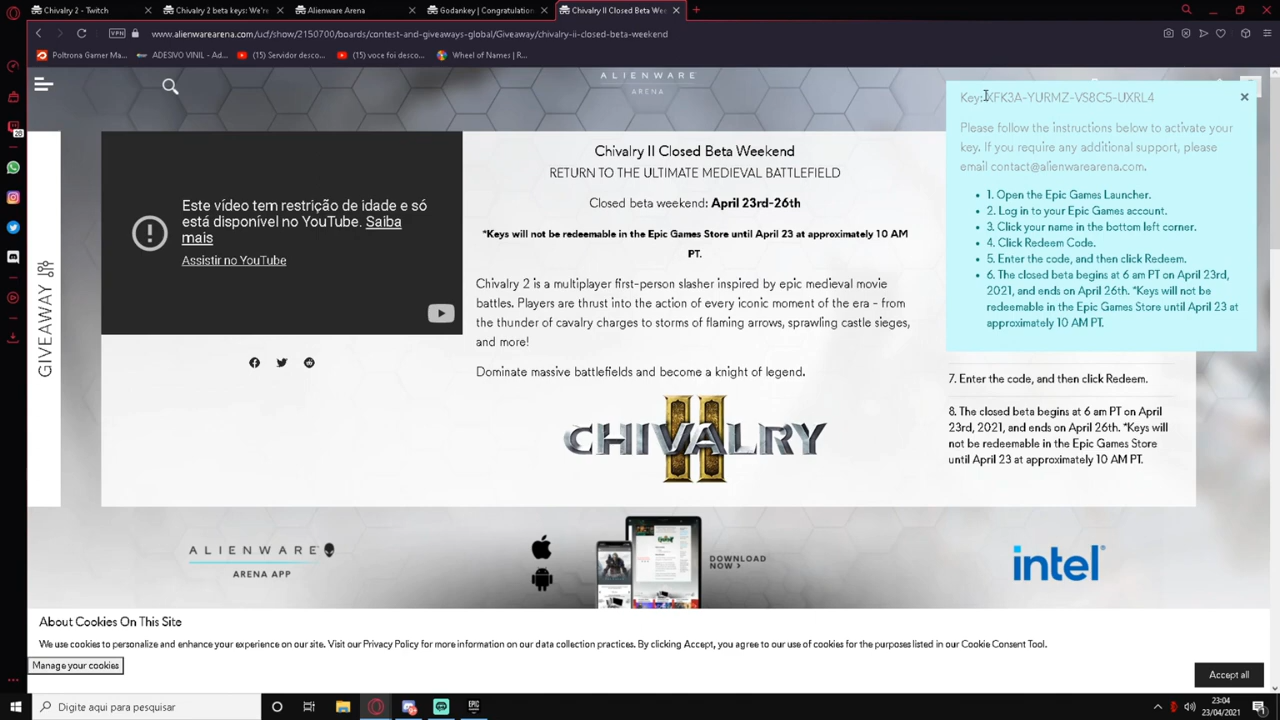 Chivalry 2 - Twitch
Chivalry 2 beta keys: We're
Alienware Arena
Godankey | Congratulation
Chivalry II Closed Beta Wee
VPN
www.alienwarearena.com/ucf/show/2150700/boards/contest-and-giveaways-global/Giveaway/chivalry-ii-closed-beta-weekend
Poltrona Gamer Ma...
ADESIVO VINIL - Ad...
(15) Servidor desco...
(15) voce foi desco...
Wheel of Names | R...
ALIENWARE
ARENA
Key: XFK3A-YURMZ-VS8C5-UXRL4
Please follow the instructions below to activate your
key. If you require any additional support, please
email contact@alienwarearena.com.
1. Open the Epic Games Launcher.
2. Log in to your Epic Games account.
3. Click your name in the bottom left corner.
4. Click Redeem Code.
5. Enter the code, and then click Redeem.
6. The closed beta begins at 6 am PT on April 23rd,
2021, and ends on April 26th. *Keys will not be
redeemable in the Epic Games Store until April 23 at
approximately 10 AM PT.
7. Enter the code, and then click Redeem.
8. The closed beta begins at 6 am PT on April
23rd, 2021, and ends on April 26th. *Keys will
not be redeemable in the Epic Games Store
until April 23 at approximately 10 AM PT.
GIVEAWAY
Este vídeo tem restrição de idade e só
está disponível no YouTube. Saiba
mais
Assistir no YouTube
Chivalry II Closed Beta Weekend
RETURN TO THE ULTIMATE MEDIEVAL BATTLEFIELD
Closed beta weekend: April 23rd-26th
*Keys will not be redeemable in the Epic Games Store until April 23 at approximately 10 AM
PT.
Chivalry 2 is a multiplayer first-person slasher inspired by epic medieval movie
battles. Players are thrust into the action of every iconic moment of the era - from
the thunder of cavalry charges to storms of flaming arrows, sprawling castle sieges,
and more!
Dominate massive battlefields and become a knight of legend.
CHIVALRY II
ALIENWARE
ARENA APP
DOWNLOAD
NOW >
intel
About Cookies On This Site
We use cookies to personalize and enhance your experience on our site. Visit our Privacy Policy for more information on our data collection practices. By clicking Accept, you agree to our use of cookies for the purposes listed in our Cookie Consent Tool.
Manage your cookies
Accept all
28
Digite aqui para pesquisar
EPIC
23:04
23/04/2021
1